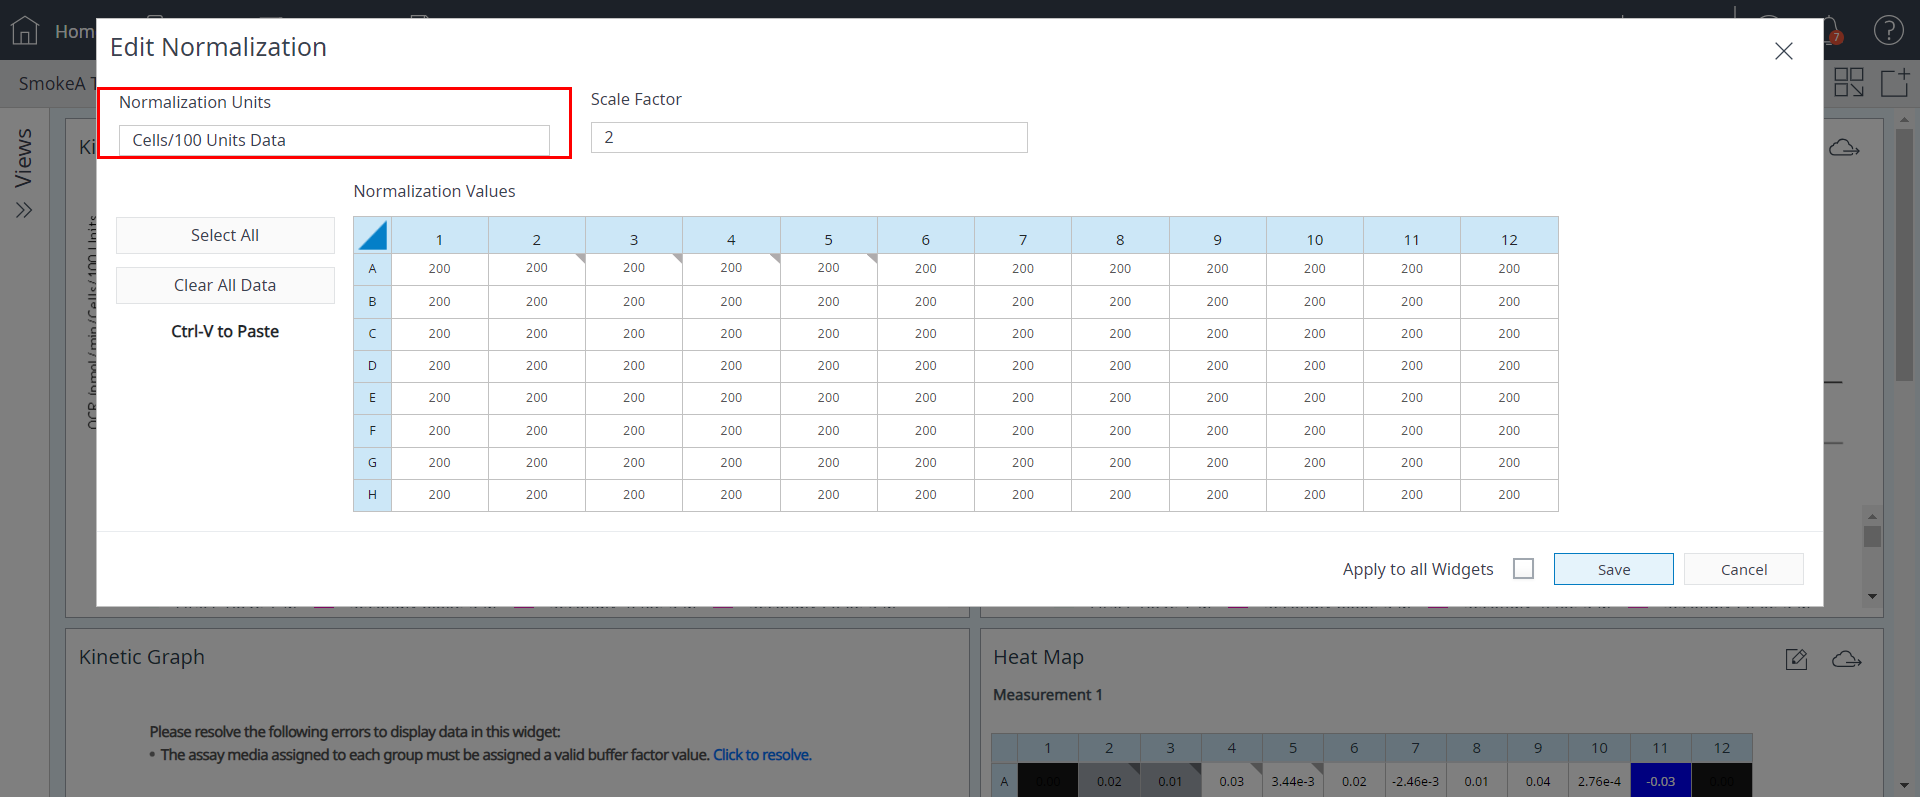 Hom
7
?
Edit Normalization
SmokeA T
Normalization Units
Scale Factor
Cells/100 Units Data
2
Views
Ki
Normalization Values
Select All
Clear All Data
Ctrl-V to Paste
1 2 3 4 5 6 7 8 9 10 11 12
A 200 200 200 200 200 200 200 200 200 200 200 200
B 200 200 200 200 200 200 200 200 200 200 200 200
C 200 200 200 200 200 200 200 200 200 200 200 200
D 200 200 200 200 200 200 200 200 200 200 200 200
E 200 200 200 200 200 200 200 200 200 200 200 200
F 200 200 200 200 200 200 200 200 200 200 200 200
G 200 200 200 200 200 200 200 200 200 200 200 200
H 200 200 200 200 200 200 200 200 200 200 200 200
Apply to all Widgets
Save
Cancel
Kinetic Graph
Please resolve the following errors to display data in this widget:
The assay media assigned to each group must be assigned a valid buffer factor value. Click to resolve.
Heat Map
Measurement 1
1 2 3 4 5 6 7 8 9 10 11 12
A 0.00 0.02 0.01 0.03 3.44e-3 0.02 -2.46e-3 0.01 0.04 2.76e-4 -0.03 0.00